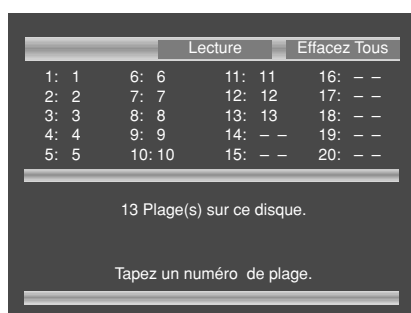 Lecture Effacez Tous
1: 1 6: 6 11: 11 16: – –
2: 2 7: 7 12: 12 17: – –
3: 3 8: 8 13: 13 18: – –
4: 4 9: 9 14: – – 19: – –
5: 5 10: 10 15: – – 20: – –
13 Plage(s) sur ce disque.
Tapez un numéro de plage.